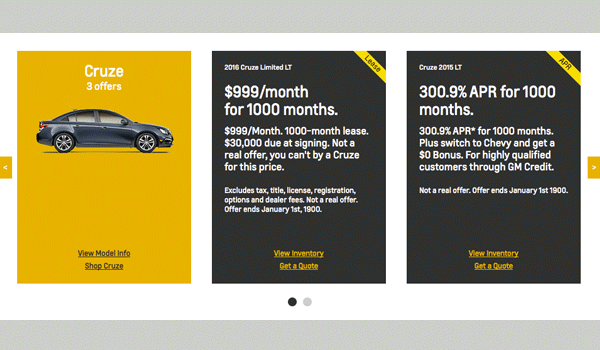 Cruze
3 offers
View Model Info
Shop Cruze
<
Lease
2016 Cruze Limited LT
$999/month
for 1000 months.
$999/Month. 1000-month lease.
$30,000 due at signing. Not a
real offer, you can't by a Cruze
for this price.
Excludes tax, title, license, registration,
options and dealer fees. Not a real offer.
Offer ends January 1st, 1900.
View Inventory
Get a Quote
APR
Cruze 2015 LT
300.9% APR for 1000
months.
300.9% APR* for 1000 months.
Plus switch to Chevy and get a
$0 Bonus. For highly qualified
customers through GM Credit.
Not a real offer. Offer ends January 1st, 1900.
View Inventory
Get a Quote
>